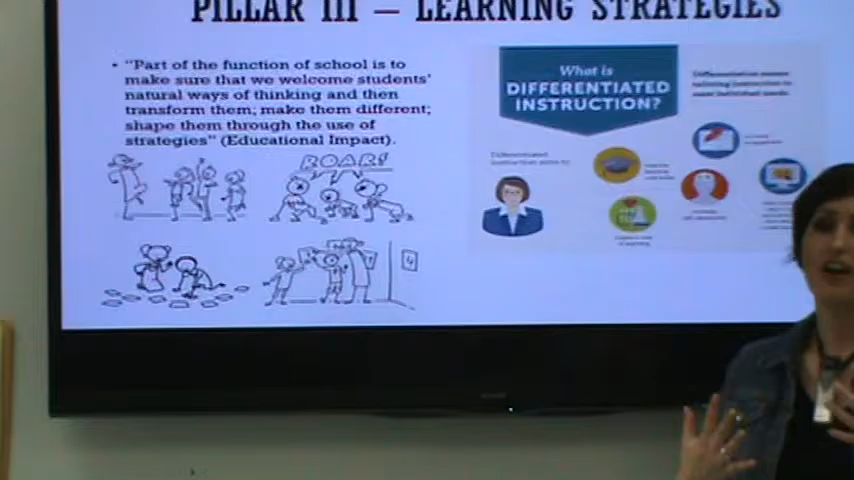 PILLAR III – LEARNING STRATEGIES
• "Part of the function of school is to
make sure that we welcome students'
natural ways of thinking and then
transform them; make them different;
shape them through the use of
strategies" (Educational Impact).
ROAR!
What is
DIFFERENTIATED
INSTRUCTION?
Differentiated